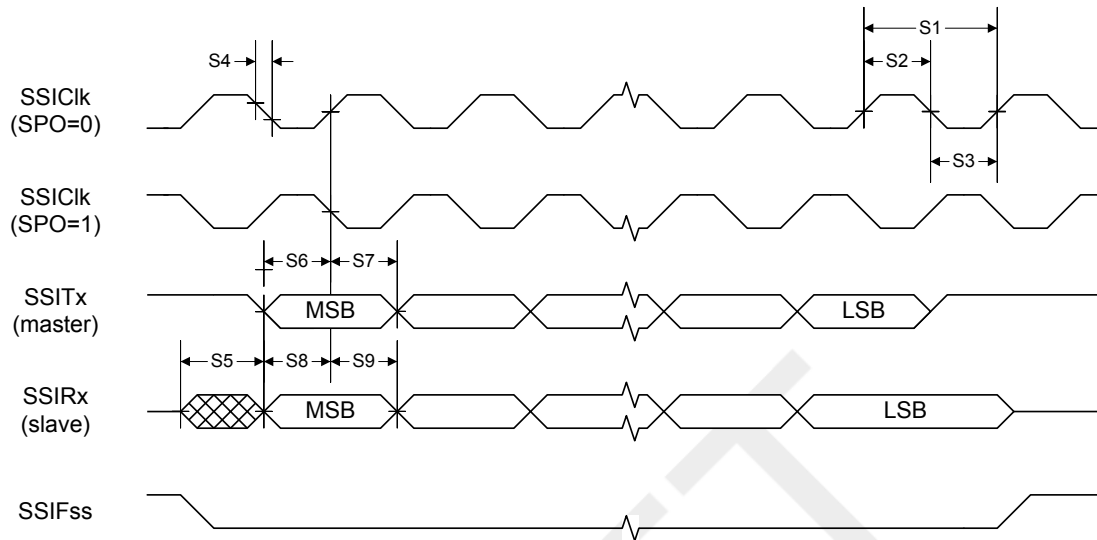 S1
S4
S2
SSIClk
(SPO=0)
S3
SSIClk
(SPO=1)
S6 S7
SSITx
(master)
MSB LSB
S5 S8 S9
SSIRx
(slave)
MSB LSB
SSIFss